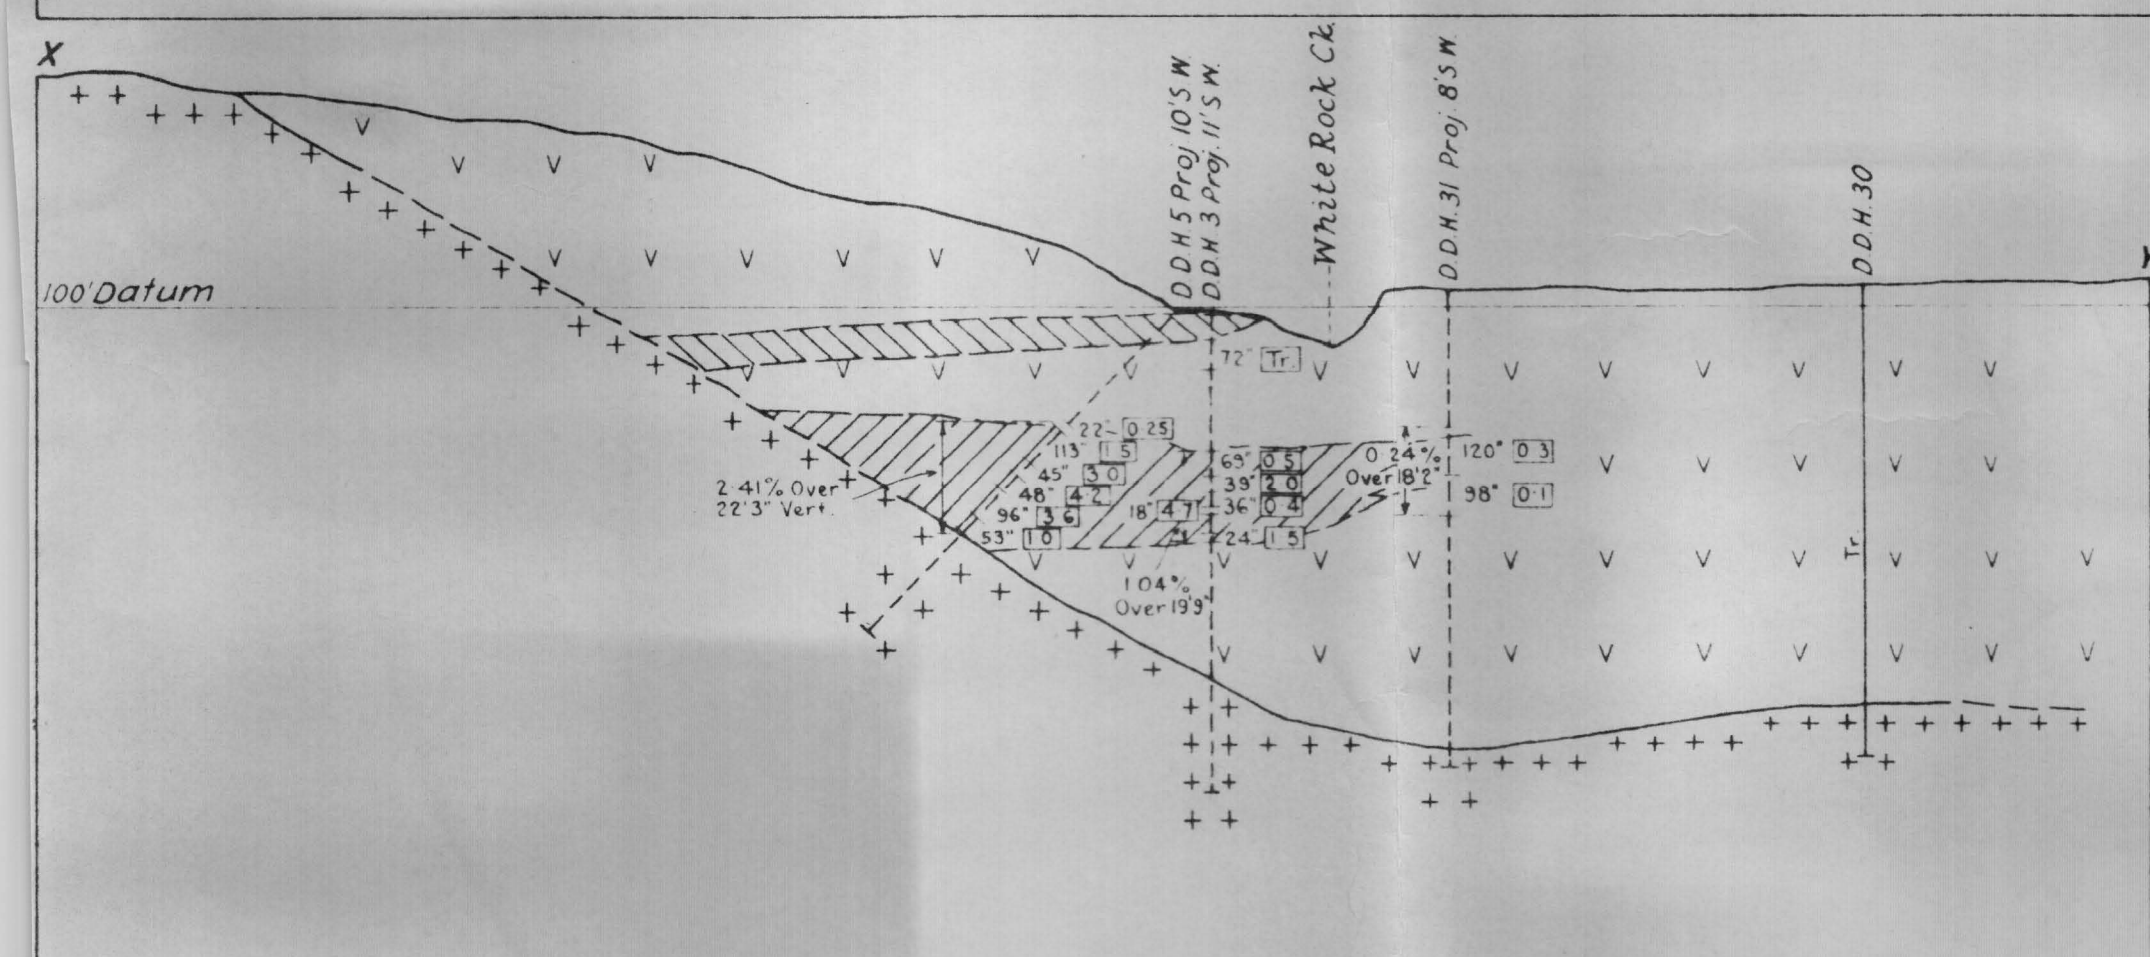 X
D.D.H 5 Proj 10' S W.
D.D.H 3 Proj. 11' S W.
White Rock Ck.
D.D.H. 31 Proj. 8' S W.
D.D.H. 30
100' Datum
72" Tr.
22" 0.25
113" 1 5
45" 3 0
48" 4.2
96" 3 6
53" 1 0
2.41% Over
22'3" Vert.
18" 4.7
69" 0 5
39" 2 0
36" 0 4
24" 1 5
1 04%
Over 19'9"
0.24%
Over 18'2"
120" 0 3
98" 0.1
Tr.